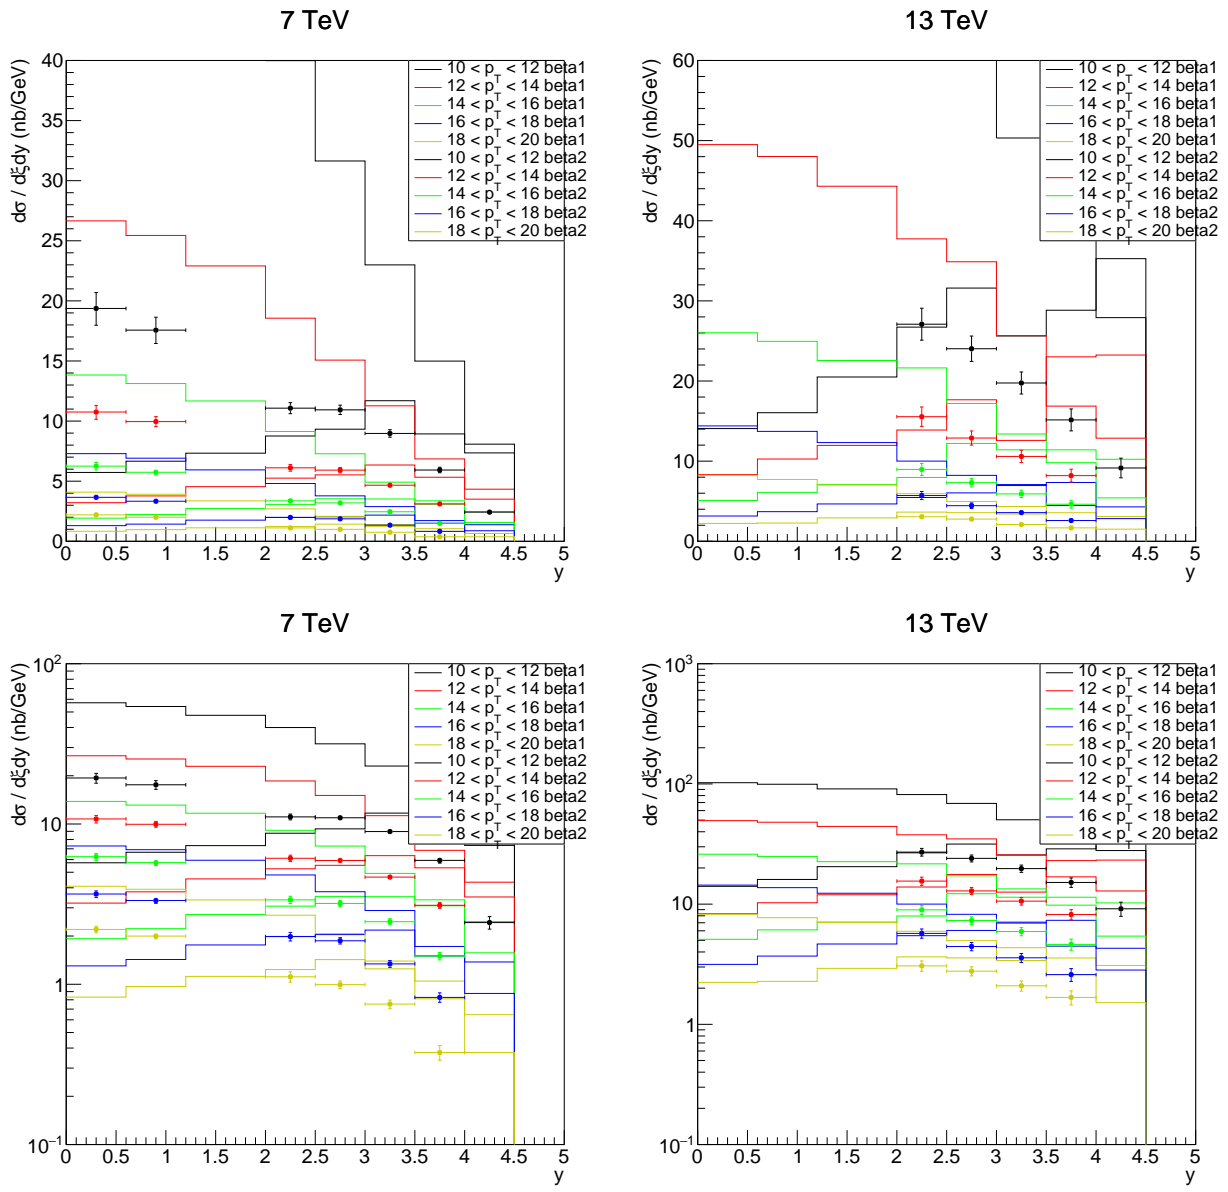 7 TeV
dσ / dξdy (nb/GeV)
40
35
30
25
20
15
10
5
0
0 0.5 1 1.5 2 2.5 3 3.5 4 4.5 5
y
10 < p_T < 12 beta1
12 < p_T < 14 beta1
14 < p_T < 16 beta1
16 < p_T < 18 beta1
18 < p_T < 20 beta1
10 < p_T < 12 beta2
12 < p_T < 14 beta2
14 < p_T < 16 beta2
16 < p_T < 18 beta2
18 < p_T < 20 beta2
13 TeV
dσ / dξdy (nb/GeV)
60
50
40
30
20
10
0
0 0.5 1 1.5 2 2.5 3 3.5 4 4.5 5
y
10 < p_T < 12 beta1
12 < p_T < 14 beta1
14 < p_T < 16 beta1
16 < p_T < 18 beta1
18 < p_T < 20 beta1
10 < p_T < 12 beta2
12 < p_T < 14 beta2
14 < p_T < 16 beta2
16 < p_T < 18 beta2
18 < p_T < 20 beta2
7 TeV
dσ / dξdy (nb/GeV)
10²
10
1
10⁻¹
0 0.5 1 1.5 2 2.5 3 3.5 4 4.5 5
y
10 < p_T < 12 beta1
12 < p_T < 14 beta1
14 < p_T < 16 beta1
16 < p_T < 18 beta1
18 < p_T < 20 beta1
10 < p_T < 12 beta2
12 < p_T < 14 beta2
14 < p_T < 16 beta2
16 < p_T < 18 beta2
18 < p_T < 20 beta2
13 TeV
dσ / dξdy (nb/GeV)
10³
10²
10
1
10⁻¹
0 0.5 1 1.5 2 2.5 3 3.5 4 4.5 5
y
10 < p_T < 12 beta1
12 < p_T < 14 beta1
14 < p_T < 16 beta1
16 < p_T < 18 beta1
18 < p_T < 20 beta1
10 < p_T < 12 beta2
12 < p_T < 14 beta2
14 < p_T < 16 beta2
16 < p_T < 18 beta2
18 < p_T < 20 beta2